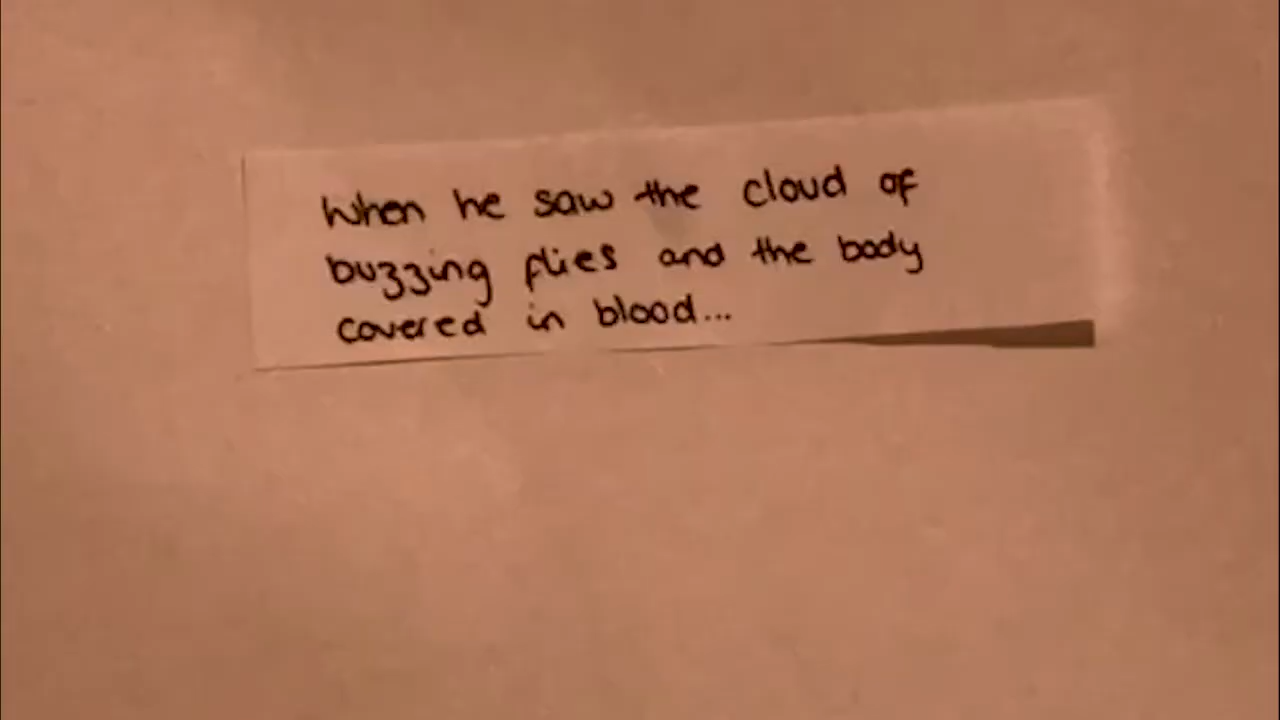 When he saw the cloud of
buzzing flies and the body
covered in blood...